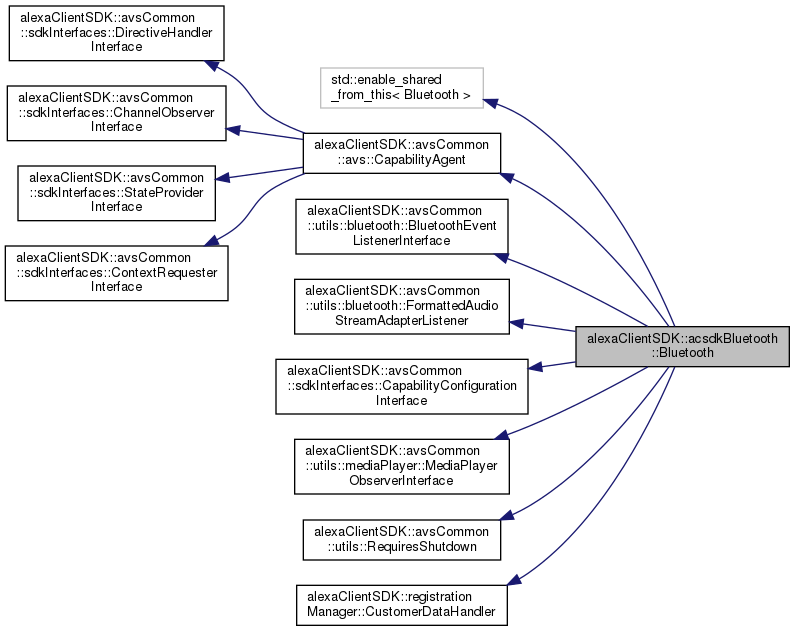 alexaClientSDK::avsCommon
::sdkInterfaces::DirectiveHandler
Interface
alexaClientSDK::avsCommon
::sdkInterfaces::ChannelObserver
Interface
alexaClientSDK::avsCommon
::sdkInterfaces::StateProvider
Interface
alexaClientSDK::avsCommon
::sdkInterfaces::ContextRequester
Interface
std::enable_shared
_from_this< Bluetooth >
alexaClientSDK::avsCommon
::avs::CapabilityAgent
alexaClientSDK::avsCommon
::utils::bluetooth::BluetoothEvent
ListenerInterface
alexaClientSDK::avsCommon
::utils::bluetooth::FormattedAudio
StreamAdapterListener
alexaClientSDK::avsCommon
::sdkInterfaces::CapabilityConfiguration
Interface
alexaClientSDK::avsCommon
::utils::mediaPlayer::MediaPlayer
ObserverInterface
alexaClientSDK::avsCommon
::utils::RequiresShutdown
alexaClientSDK::registration
Manager::CustomerDataHandler
alexaClientSDK::acsdkBluetooth
::Bluetooth